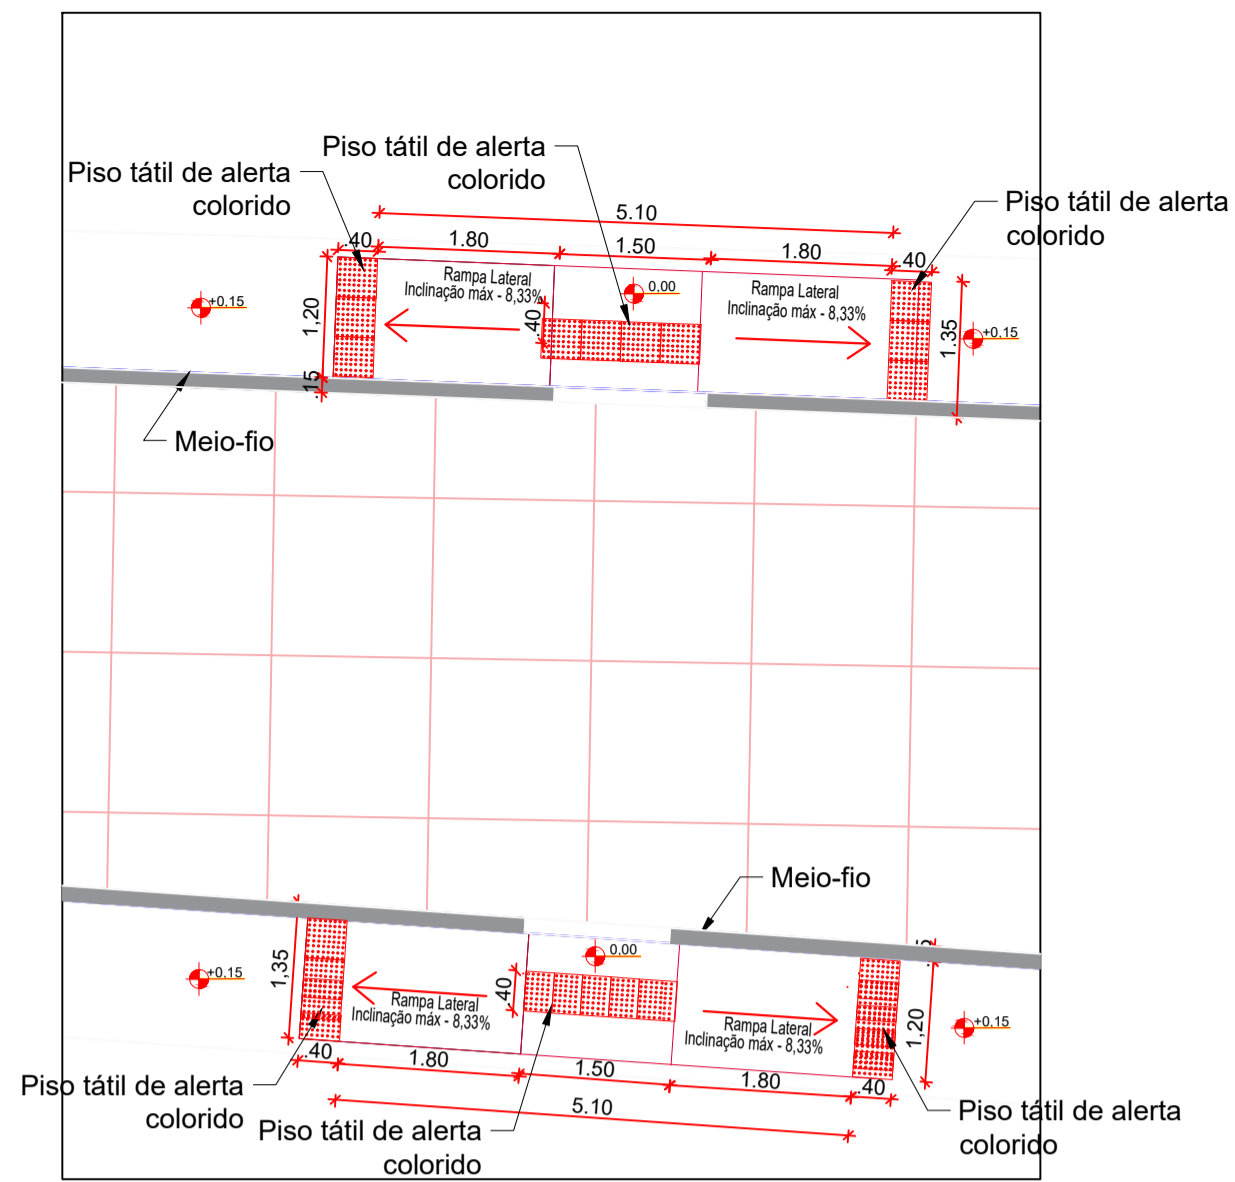 Piso tátil de alerta
colorido
Piso tátil de alerta
colorido
Piso tátil de alerta
colorido
5.10
.40
1.80
1.50
1.80
.40
Rampa Lateral
Inclinação máx - 8,33%
0,00
Rampa Lateral
Inclinação máx - 8,33%
+0.15
1,20
.40
1.35
+0.15
.15
Meio-fio
Meio-fio
+0.15
1,35
.40
0,00
Rampa Lateral
Inclinação máx - 8,33%
Rampa Lateral
Inclinação máx - 8,33%
1,20
+0.15
.40
1.80
1.50
1.80
.40
5.10
Piso tátil de alerta
colorido
Piso tátil de alerta
colorido
Piso tátil de alerta
colorido